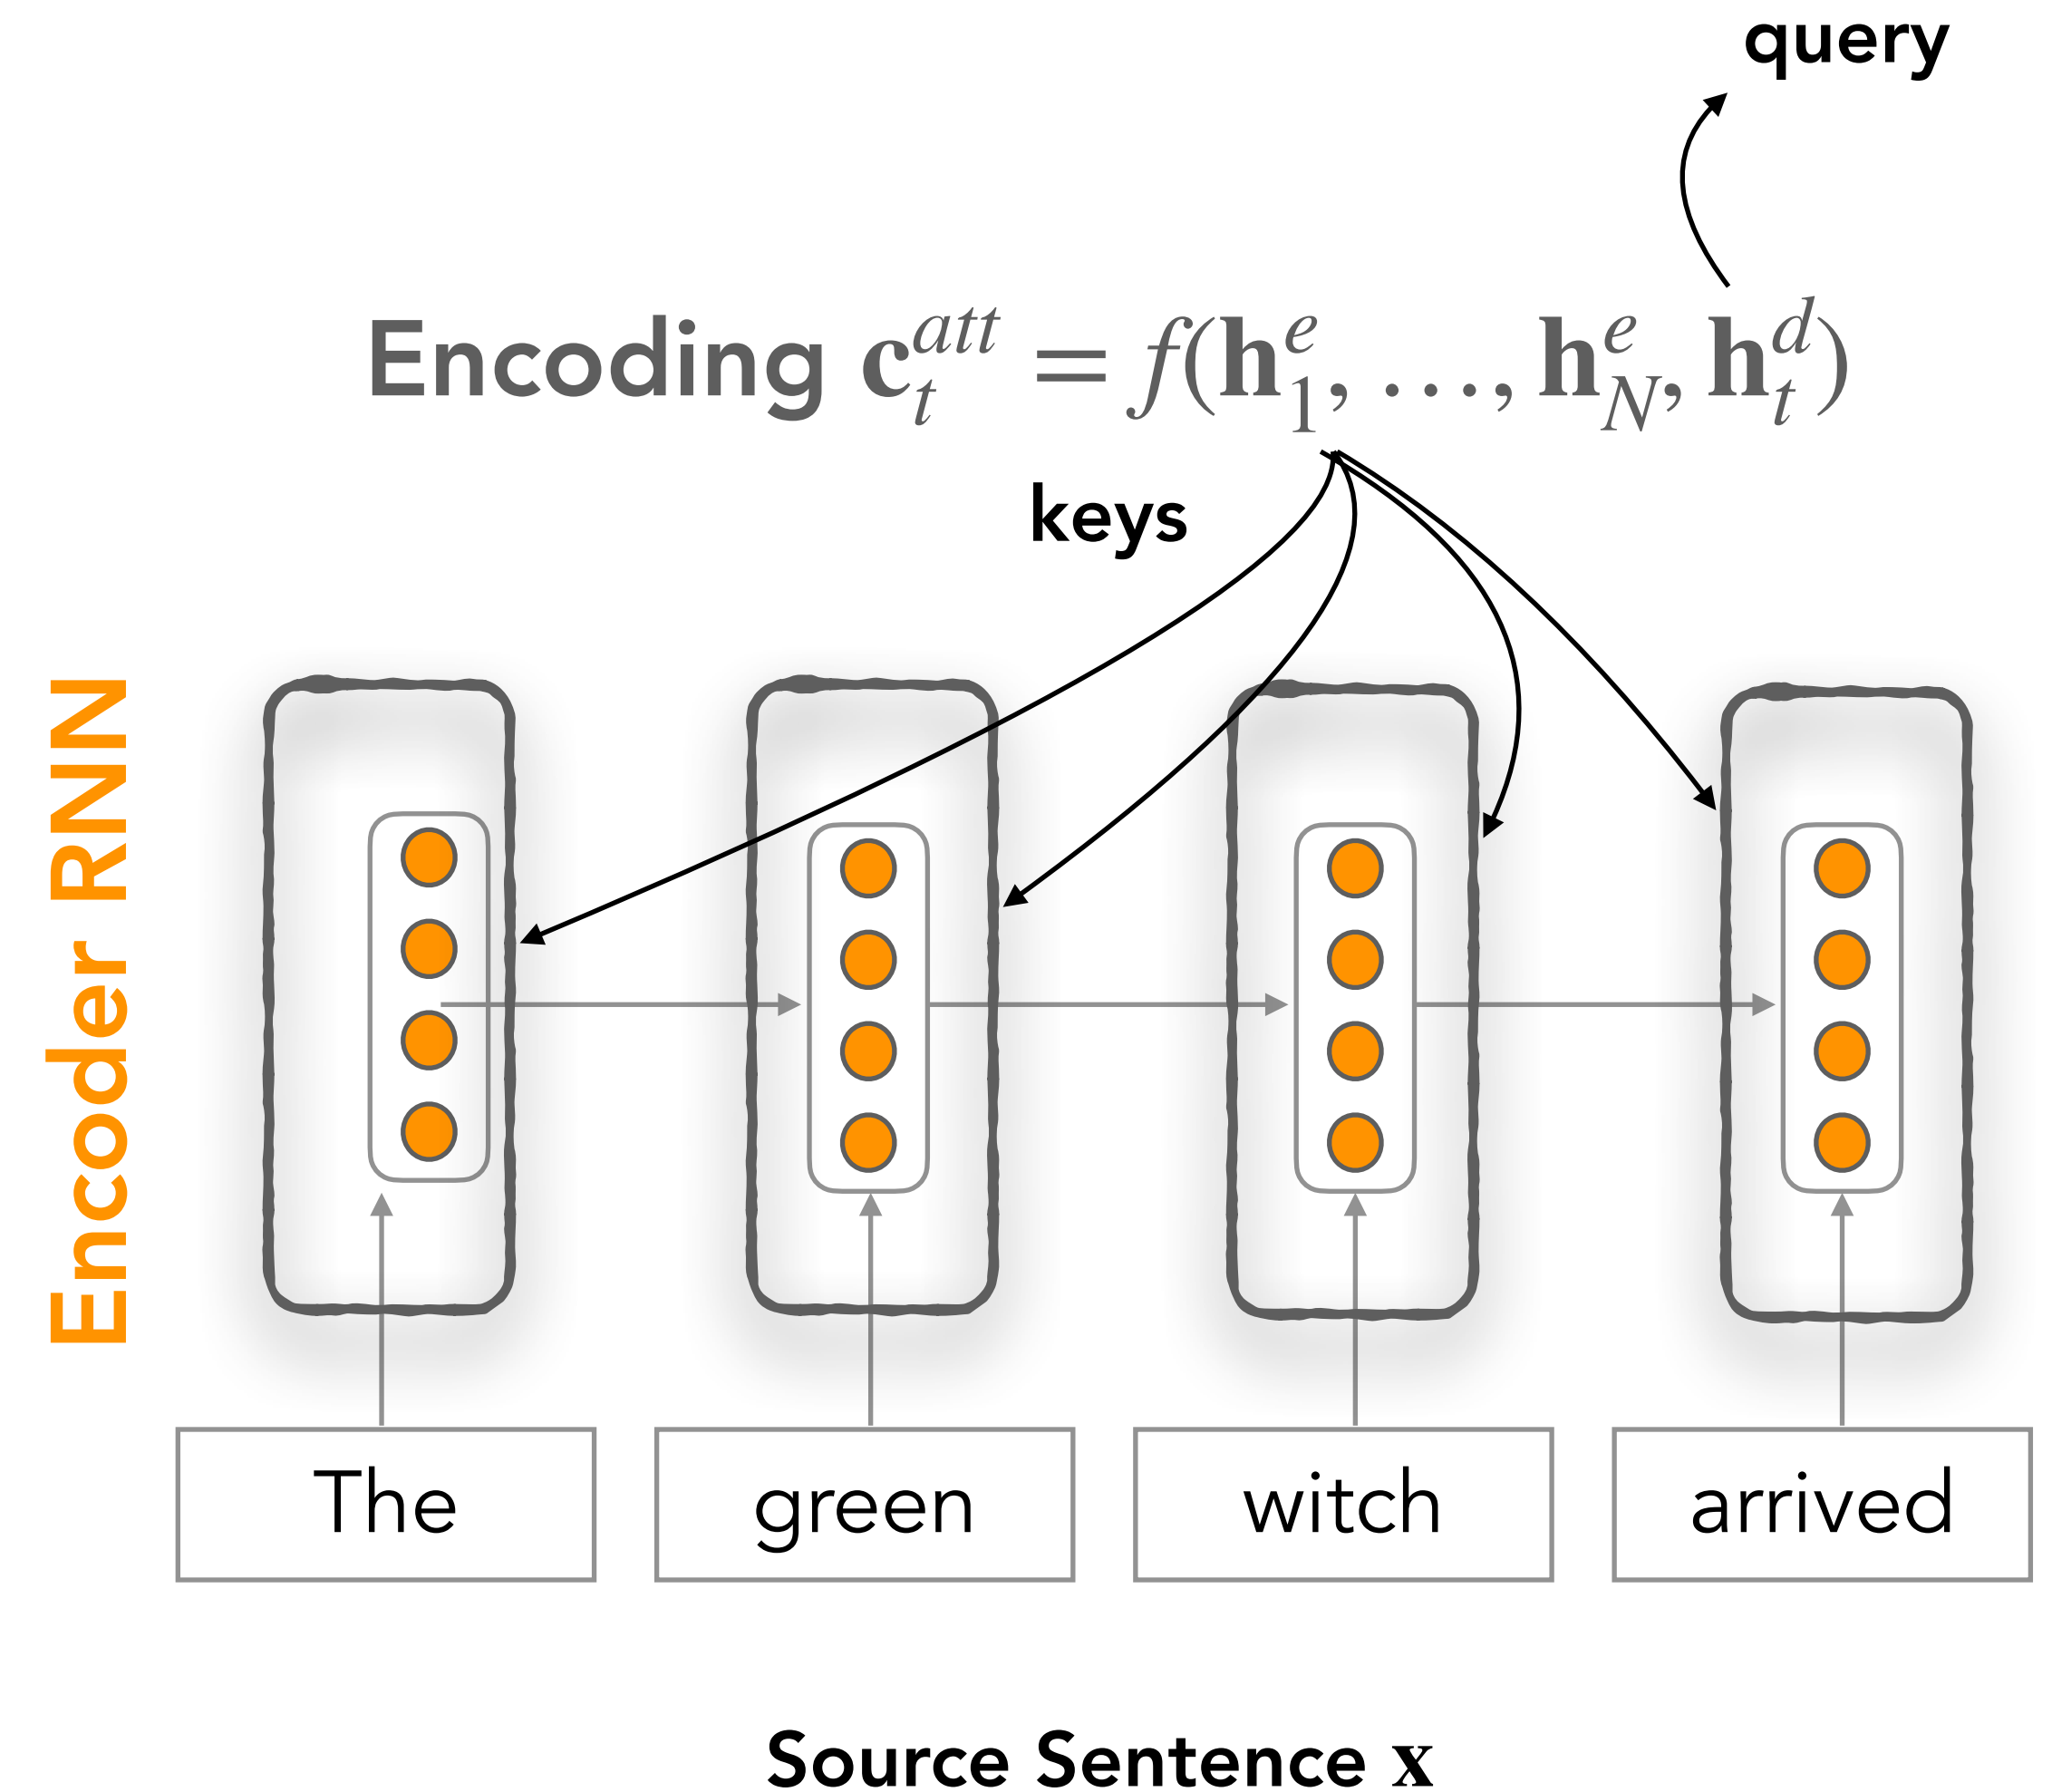 query
Encoding c_t^{att} = f(h_1^e, ...., h_N^e, h_t^d)
keys
Encoder RNN
The green witch arrived
Source Sentence x